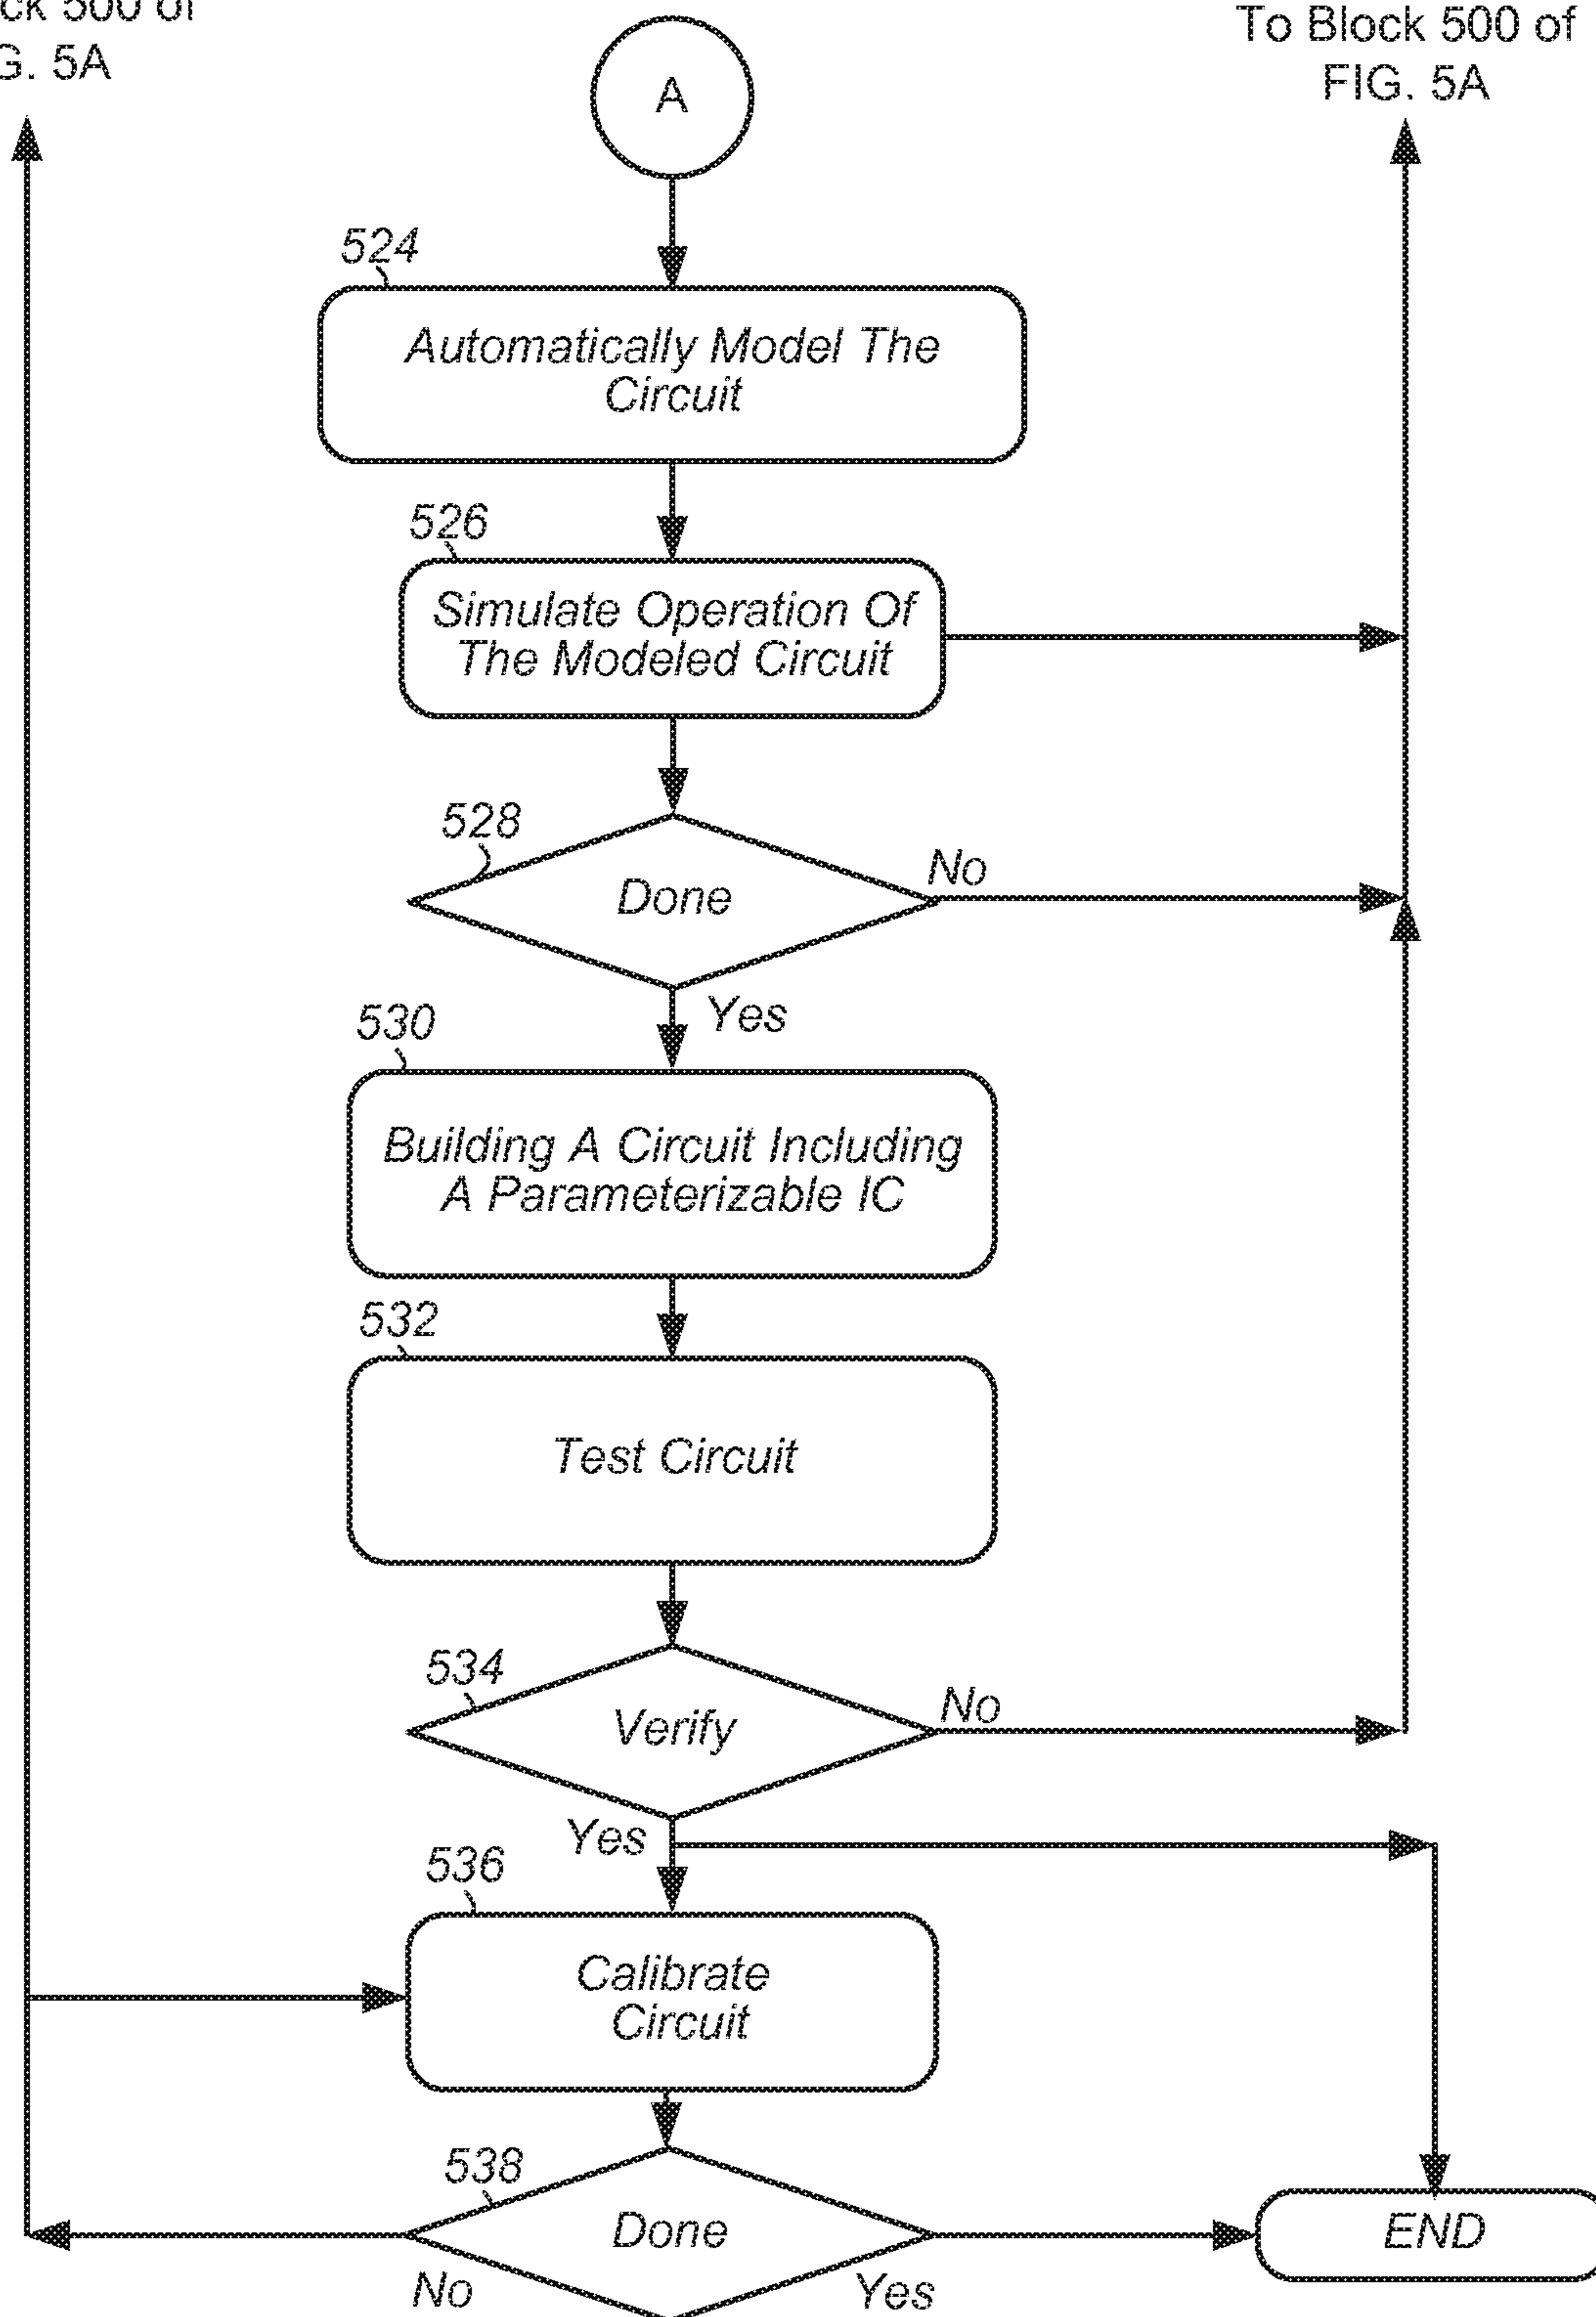 500 of
G. 5A
A
To Block 500 of
FIG. 5A
524
Automatically Model The
Circuit
526
Simulate Operation Of
The Modeled Circuit
528
Done
No
Yes
530
Building A Circuit Including
A Parameterizable IC
532
Test Circuit
534
Verify
No
Yes
536
Calibrate
Circuit
538
Done
END
No
Yes